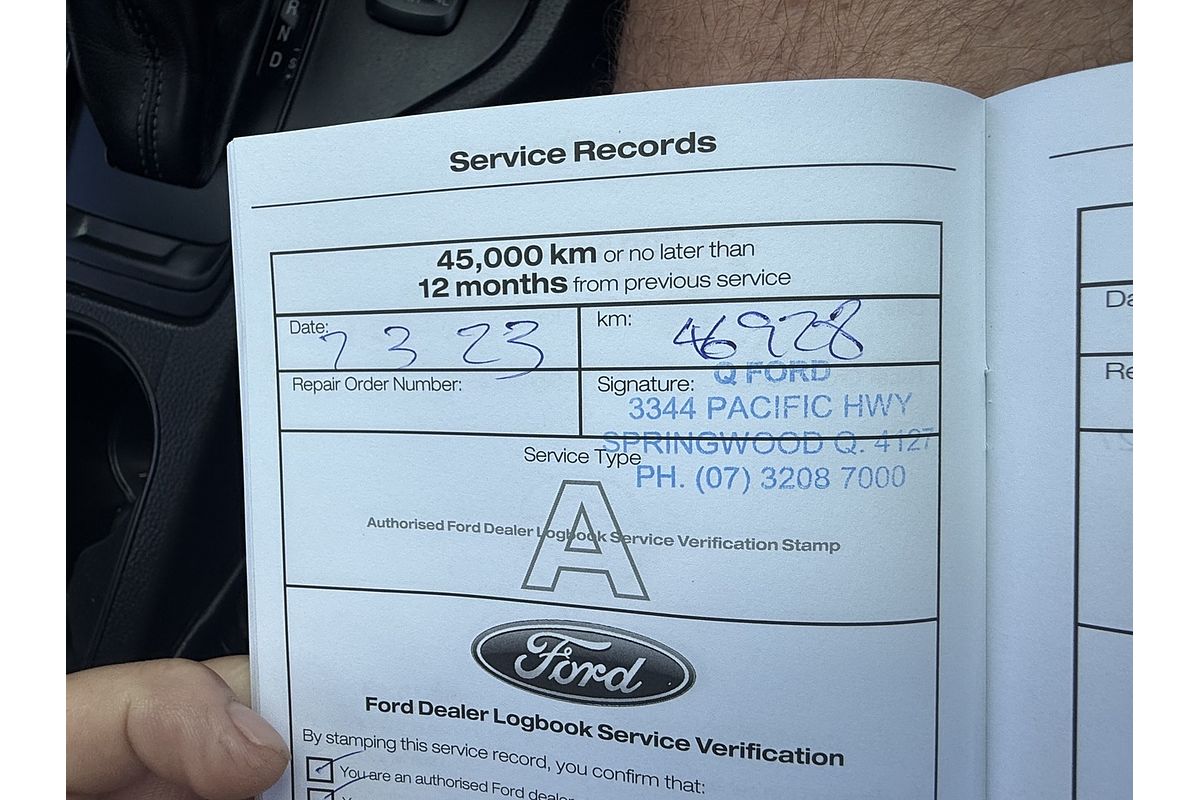 R
N
D
S
Service Records
45,000 km or no later than
12 months from previous service
Date: 7 3 23
km: 46928
Repair Order Number:
Signature:
Q FORD
3344 PACIFIC HWY
SPRINGWOOD Q. 4127
PH. (07) 3208 7000
Service Type
A
Authorised Ford Dealer Logbook Service Verification Stamp
Ford
Ford Dealer Logbook Service Verification
By stamping this service record, you confirm that:
You are an authorised Ford dealer
Da
Re